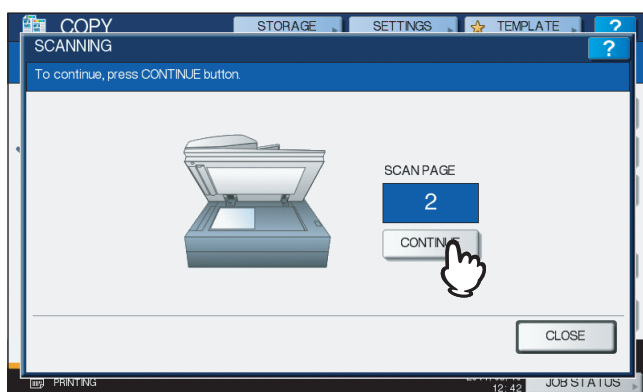 COPY
STORAGE
SETTINGS
TEMPLATE
?
SCANNING
?
To continue, press CONTINUE button.
SCAN PAGE
2
CLOSE
PRINTING
12:42
JOB STATUS